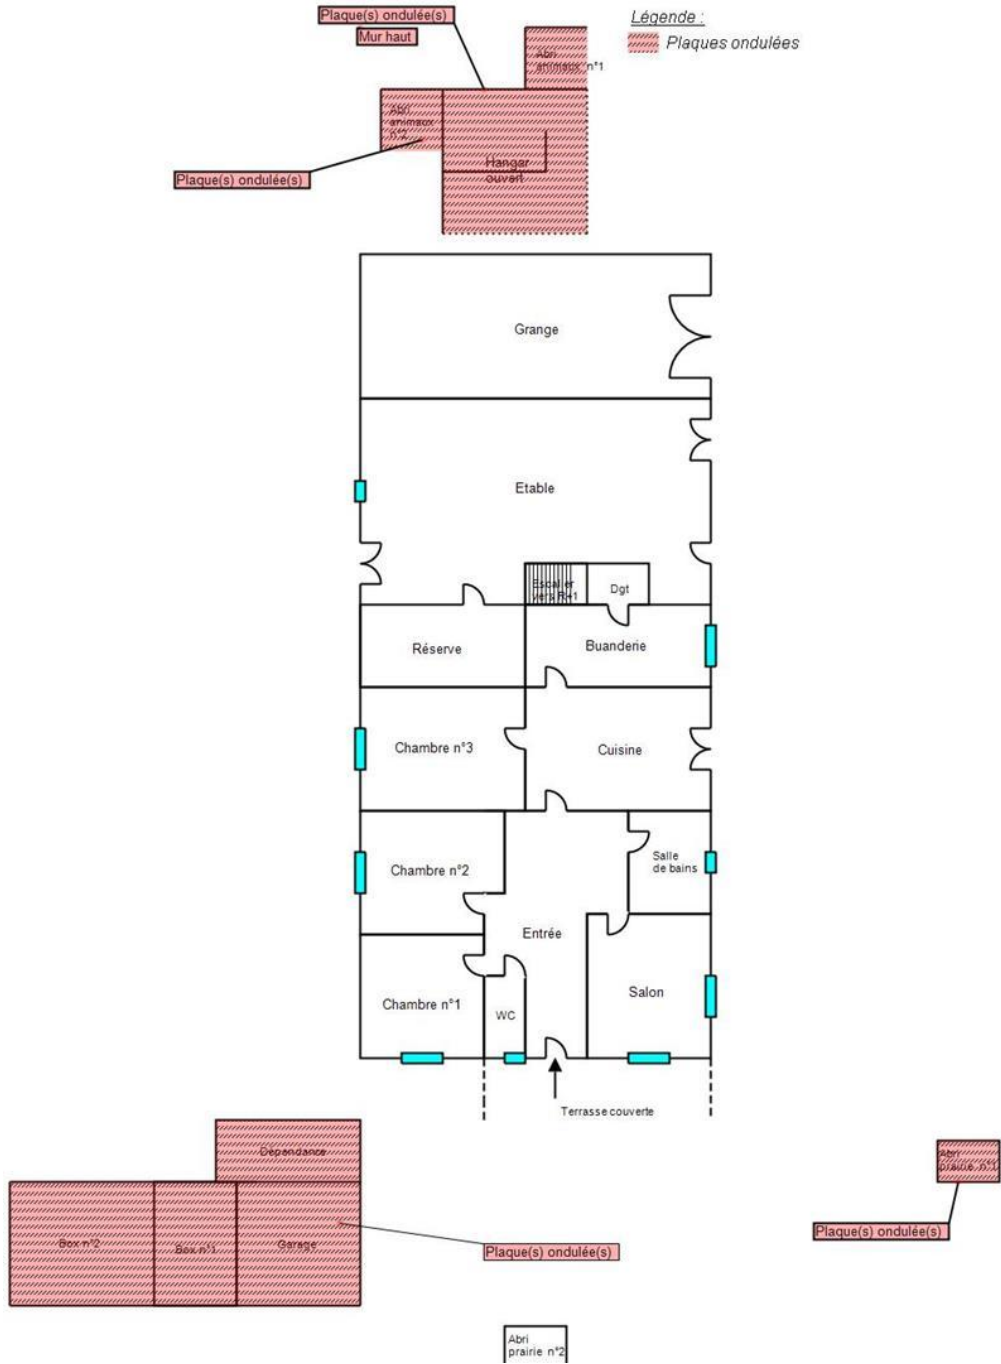 Plaque(s) ondulée(s)
Mur haut
Légende :
Plaques ondulées
Abri
animaux n°1
Abri
animaux
n°2
Plaque(s) ondulée(s)
Hangar
ouvert
Grange
Etable
Escalier
vers R+1
Dgt
Réserve
Buanderie
Chambre n°3
Cuisine
Chambre n°2
Salle
de bains
Entrée
Chambre n°1
WC
Salon
Terrasse couverte
Dépendance
Box n°2
Box n°1
Garage
Plaque(s) ondulée(s)
Abri
prairie n°1
Plaque(s) ondulée(s)
Abri
prairie n°2